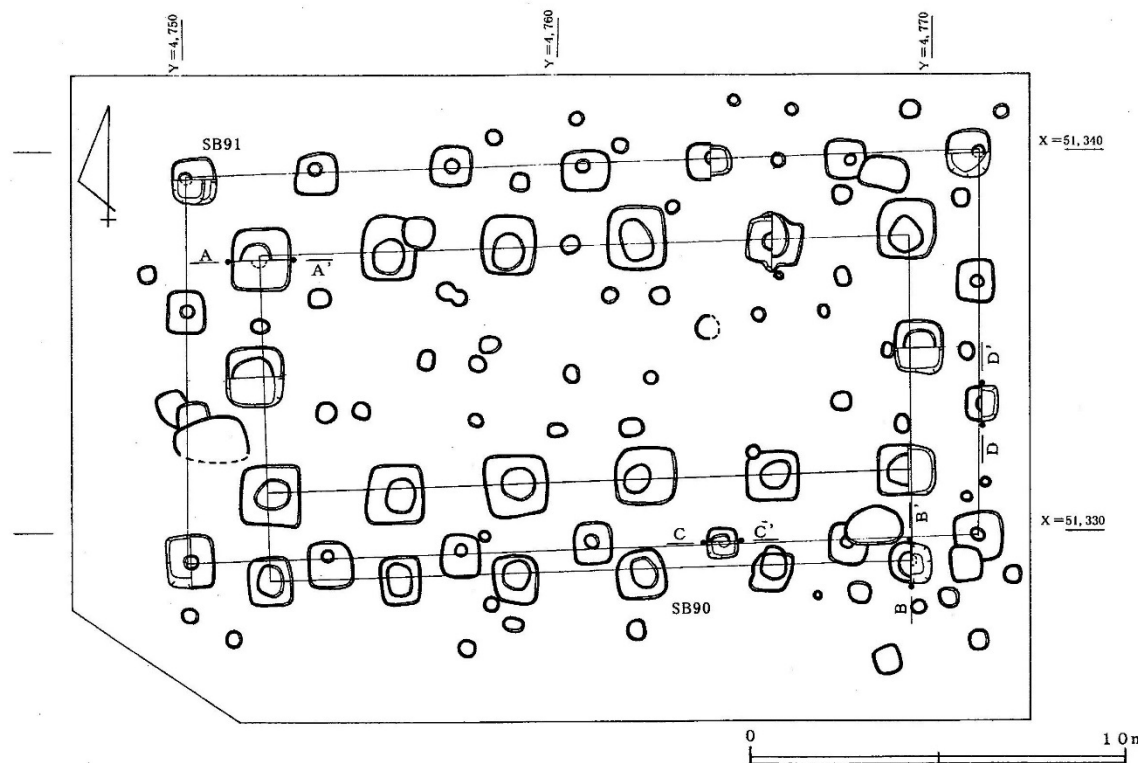 Y=4,750
Y=4,760
Y=4,770
X=51,340
SB91
A
A'
D'
D
X=51,330
B'
C
C'
SB90
B
0
10m